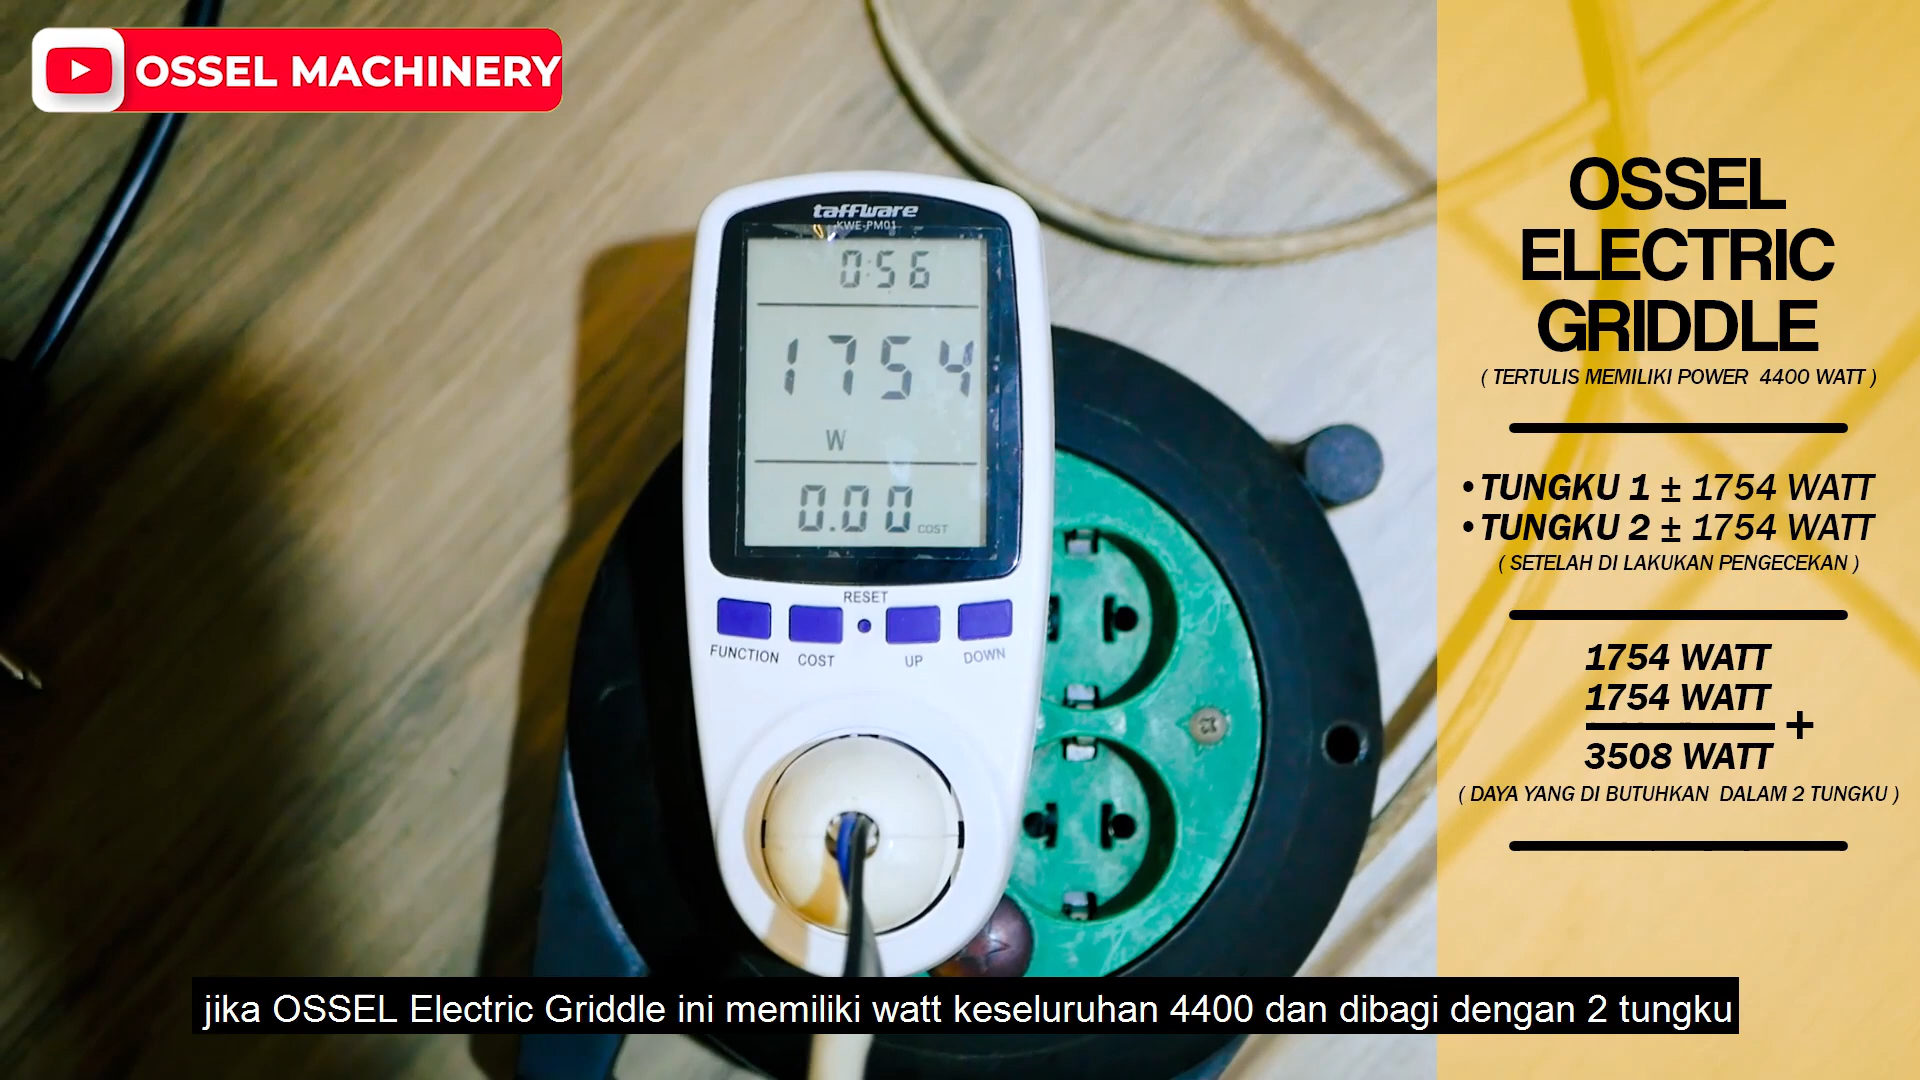 OSSEL MACHINERY
taffware
KWE-PM01
0:56
1754
W
0.00 COST
RESET
FUNCTION COST UP DOWN
OSSEL
ELECTRIC
GRIDDLE
( TERTULIS MEMILIKI POWER 4400 WATT )
• TUNGKU 1 ± 1754 WATT
• TUNGKU 2 ± 1754 WATT
( SETELAH DI LAKUKAN PENGECEKAN )
1754 WATT
1754 WATT
+
3508 WATT
( DAYA YANG DI BUTUHKAN DALAM 2 TUNGKU )
jika OSSEL Electric Griddle ini memiliki watt keseluruhan 4400 dan dibagi dengan 2 tungku